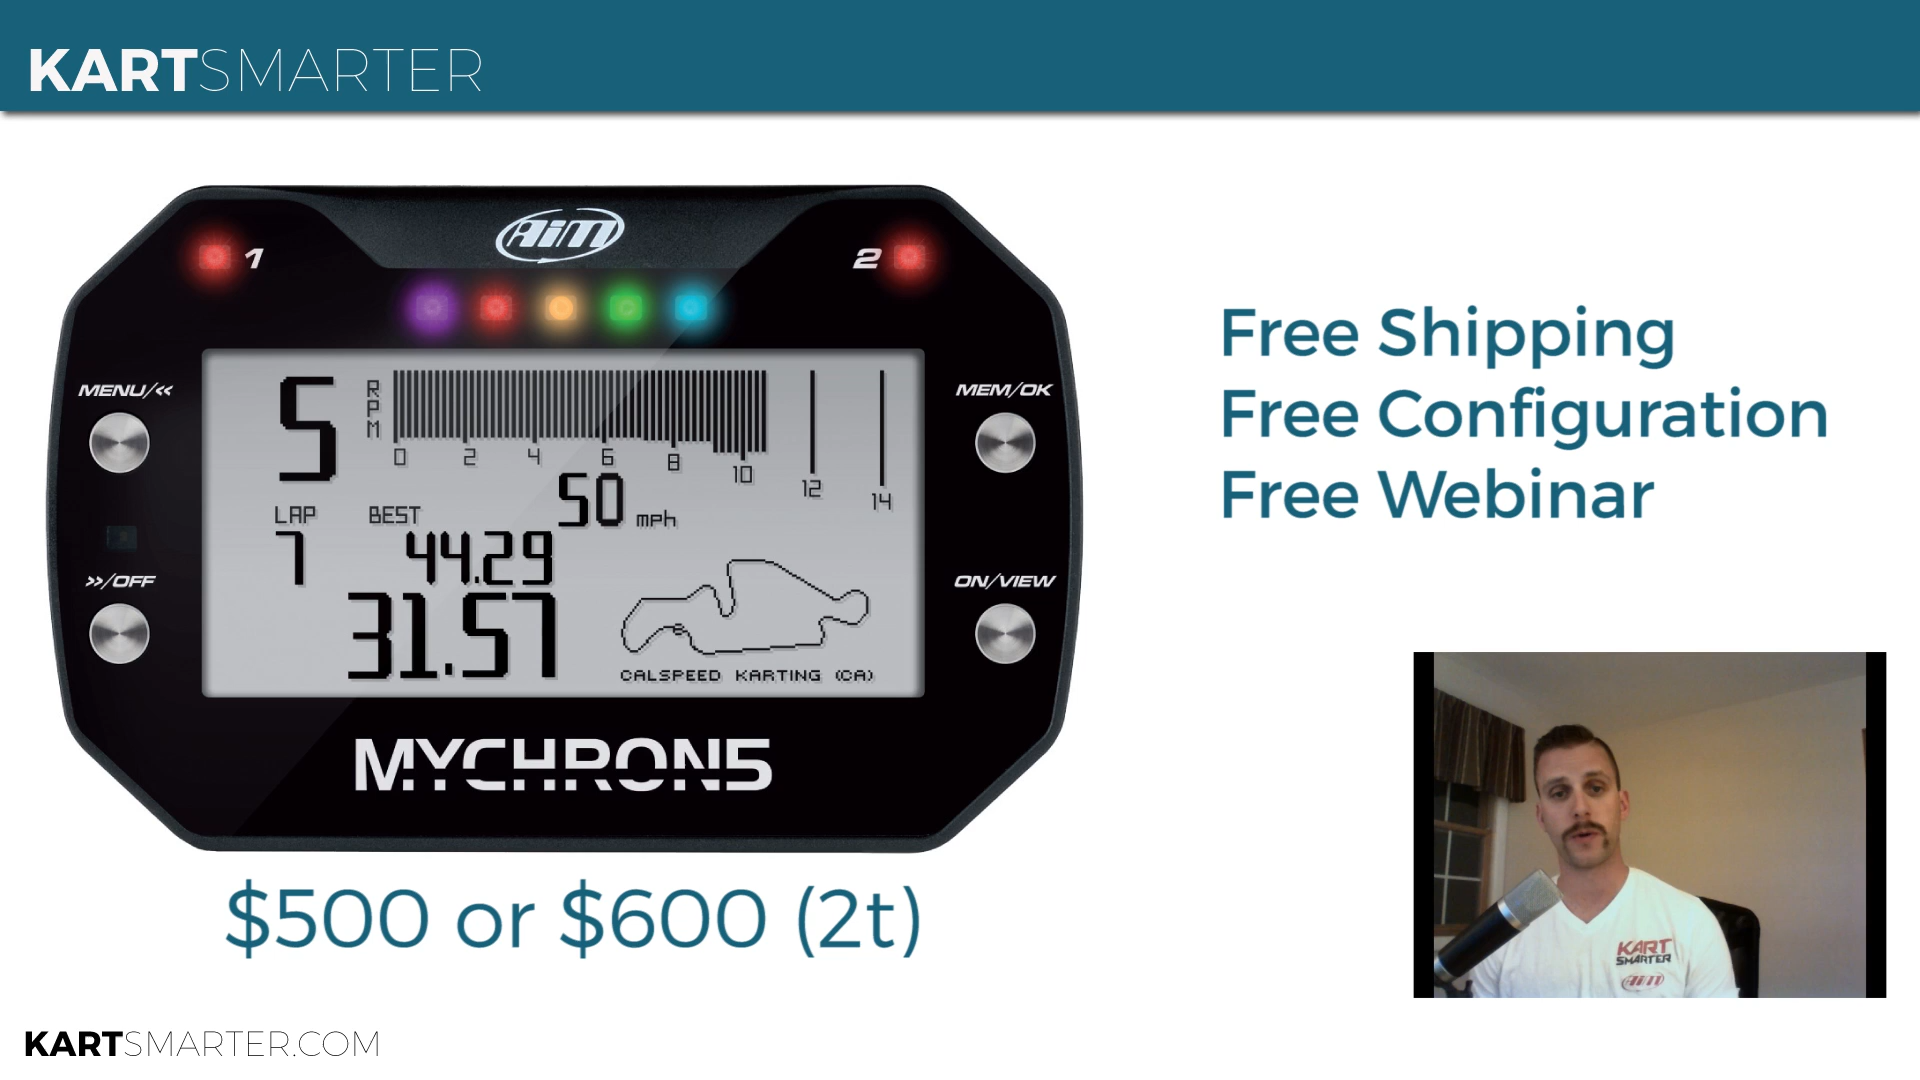 KARTSMARTER
AiM
1
2
MENU/<<
MEM/OK
5
RPM
0 2 4 6 8 10 12 14
50 mph
LAP BEST
7 44.29
31.57
>>/OFF
ON/VIEW
CALSPEED KARTING (CA)
MYCHRON5
Free Shipping
Free Configuration
Free Webinar
$500 or $600 (2t)
KART
SMARTER
AiM
KARTSMARTER.COM